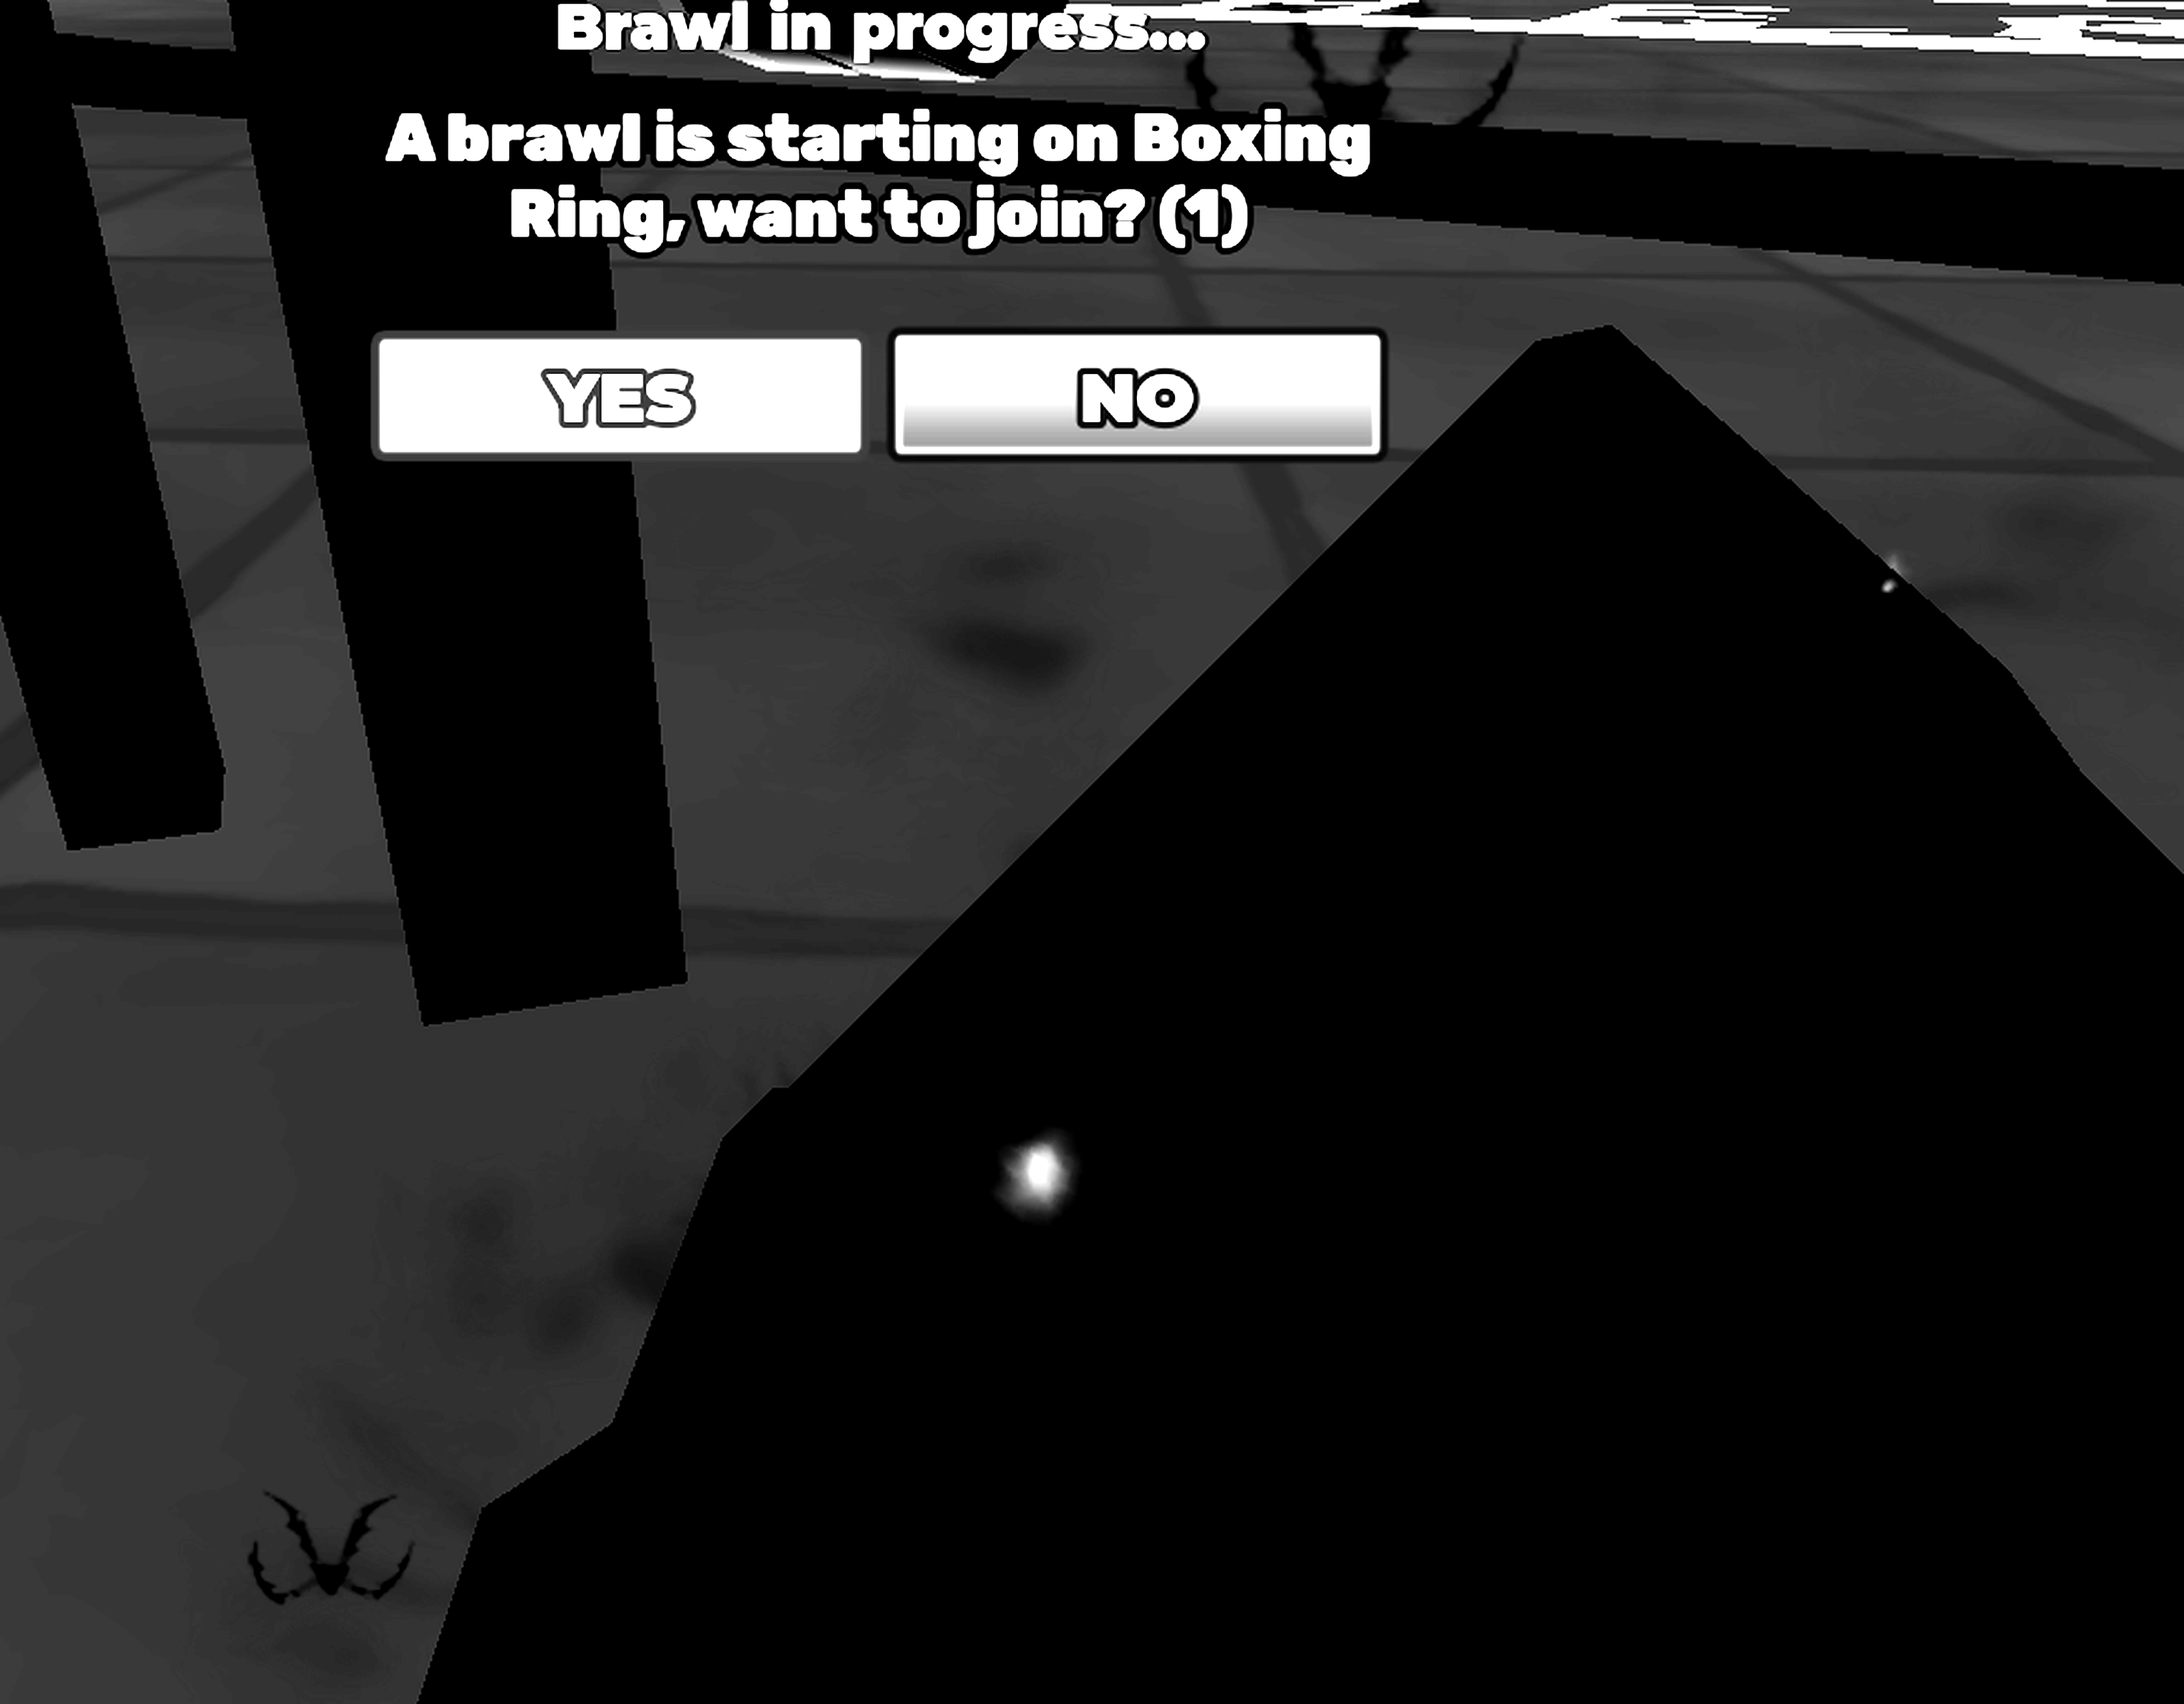 Brawl in progress...
A brawl is starting on Boxing
Ring, want to join? (1)
YES
NO